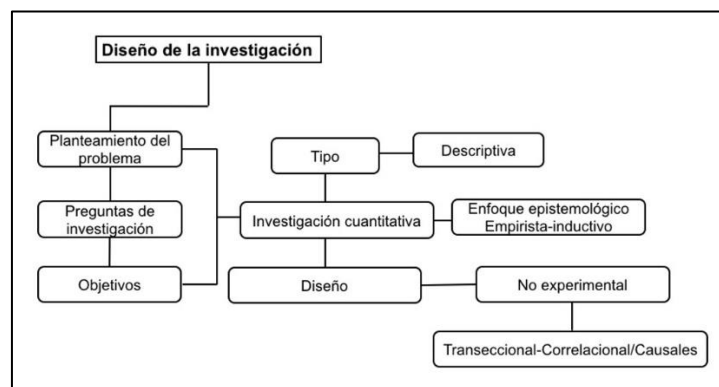 Diseño de la investigación
Planteamiento del
problema
Preguntas de
investigación
Objetivos
Tipo
Descriptiva
Investigación cuantitativa
Enfoque epistemológico
Empirista-inductivo
Diseño
No experimental
Transeccional-Correlacional/Causales